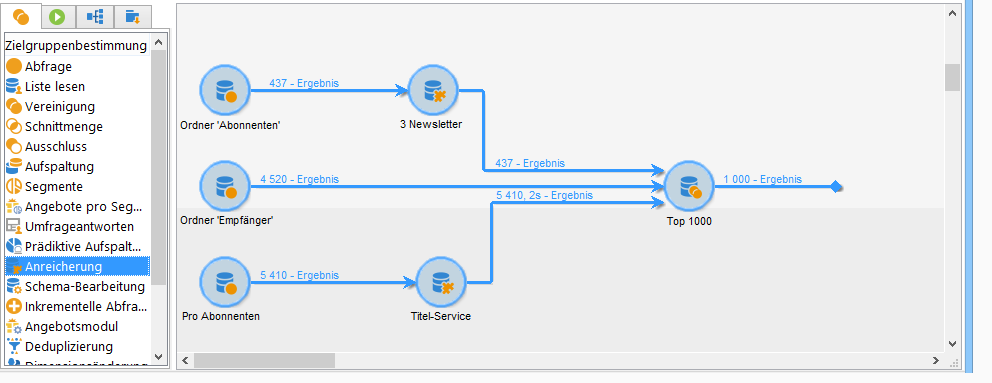 Zielgruppenbestimmung
Abfrage
Liste lesen
Vereinigung
Schnittmenge
Ausschluss
Aufspaltung
Segmente
Angebote pro Seg...
Umfrageantworten
Prädiktive Aufspalt...
Anreicherung
Schema-Bearbeitung
Inkrementelle Abfra...
Angebotsmodul
Deduplizierung
Dimensionsänderung
437 - Ergebnis
Ordner 'Abonnenten'
3 Newsletter
437 - Ergebnis
4 520 - Ergebnis
5 410, 2s - Ergebnis
1 000 - Ergebnis
Ordner 'Empfänger'
Top 1000
5 410 - Ergebnis
Pro Abonnenten
Titel-Service